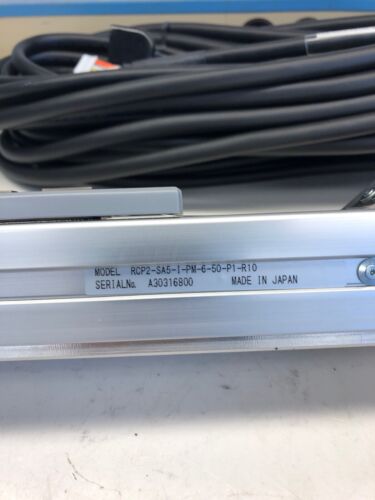 MODEL RCP2-SA5-I-PM-6-50-P1-R10
SERIALNo. A30316800 MADE IN JAPAN